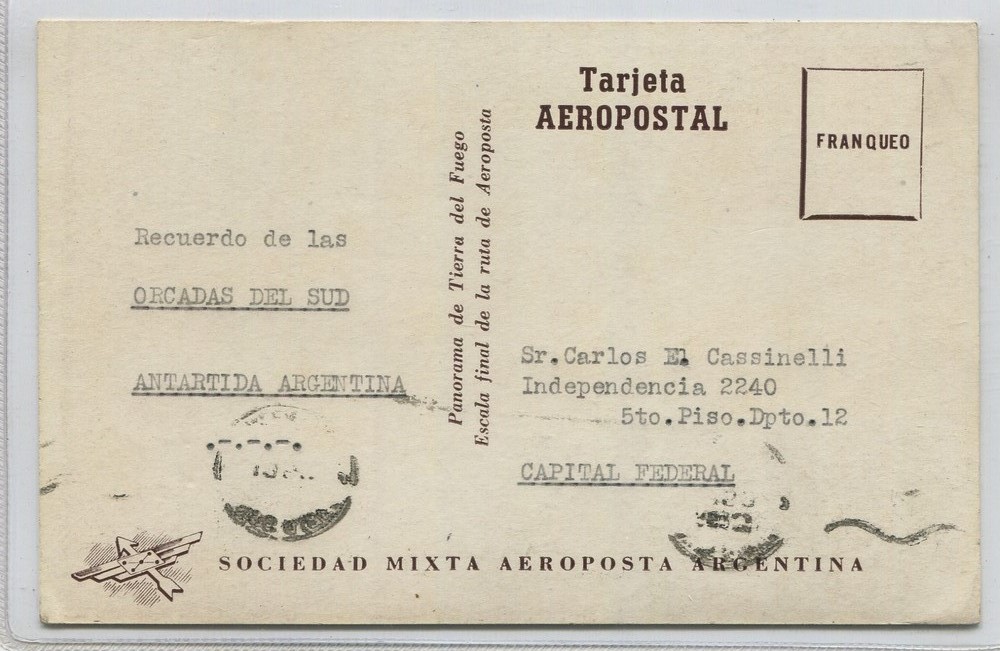 Tarjeta
AEROPOSTAL
FRANQUEO
Panorama de Tierra del Fuego
Escala final de la ruta de Aeroposta
Recuerdo de las
ORCADAS DEL SUD
ANTARTIDA ARGENTINA
Sr.Carlos El Cassinelli
Independencia 2240
5to.Piso.Dpto.12
CAPITAL FEDERAL
SOCIEDAD MIXTA AEROPOSTA ARGENTINA